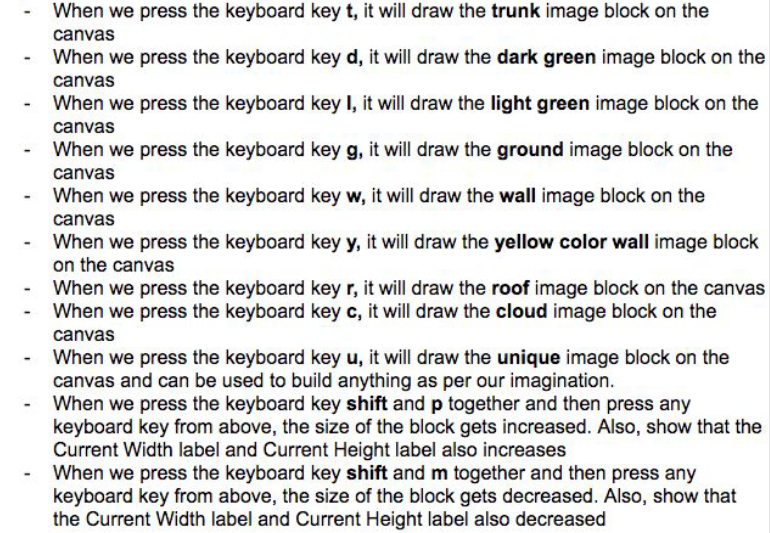 - When we press the keyboard key t, it will draw the trunk image block on the
canvas
- When we press the keyboard key d, it will draw the dark green image block on the
canvas
- When we press the keyboard key l, it will draw the light green image block on the
canvas
- When we press the keyboard key g, it will draw the ground image block on the
canvas
- When we press the keyboard key w, it will draw the wall image block on the
canvas
- When we press the keyboard key y, it will draw the yellow color wall image block
on the canvas
- When we press the keyboard key r, it will draw the roof image block on the canvas
- When we press the keyboard key c, it will draw the cloud image block on the
canvas
- When we press the keyboard key u, it will draw the unique image block on the
canvas and can be used to build anything as per our imagination.
- When we press the keyboard key shift and p together and then press any
keyboard key from above, the size of the block gets increased. Also, show that the
Current Width label and Current Height label also increases
- When we press the keyboard key shift and m together and then press any
keyboard key from above, the size of the block gets decreased. Also, show that
the Current Width label and Current Height label also decreased